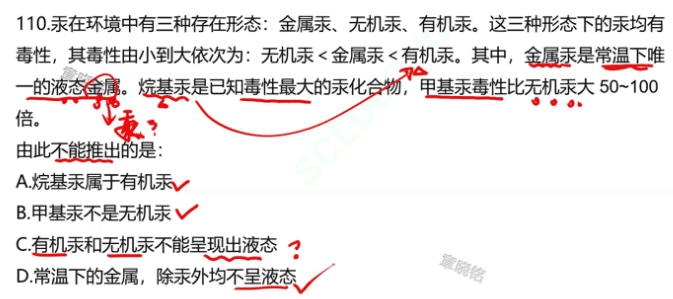 110.汞在环境中有三种存在形态：金属汞、无机汞、有机汞。这三种形态下的汞均有
毒性，其毒性由小到大依次为：无机汞＜金属汞＜有机汞。其中，金属汞是常温下唯
一的液态金属。烷基汞是已知毒性最大的汞化合物，甲基汞毒性比无机汞大 50~100
倍。
汞？
由此不能推出的是：
A.烷基汞属于有机汞
B.甲基汞不是无机汞
C.有机汞和无机汞不能呈现出液态 ？
D.常温下的金属，除汞外均不呈液态
章晓铭
章晓铭